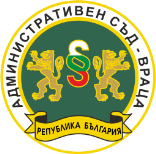 АДМИНИСТРАТИВЕН СЪД - ВРАЦА
РЕПУБЛИКА БЪЛГАРИЯ